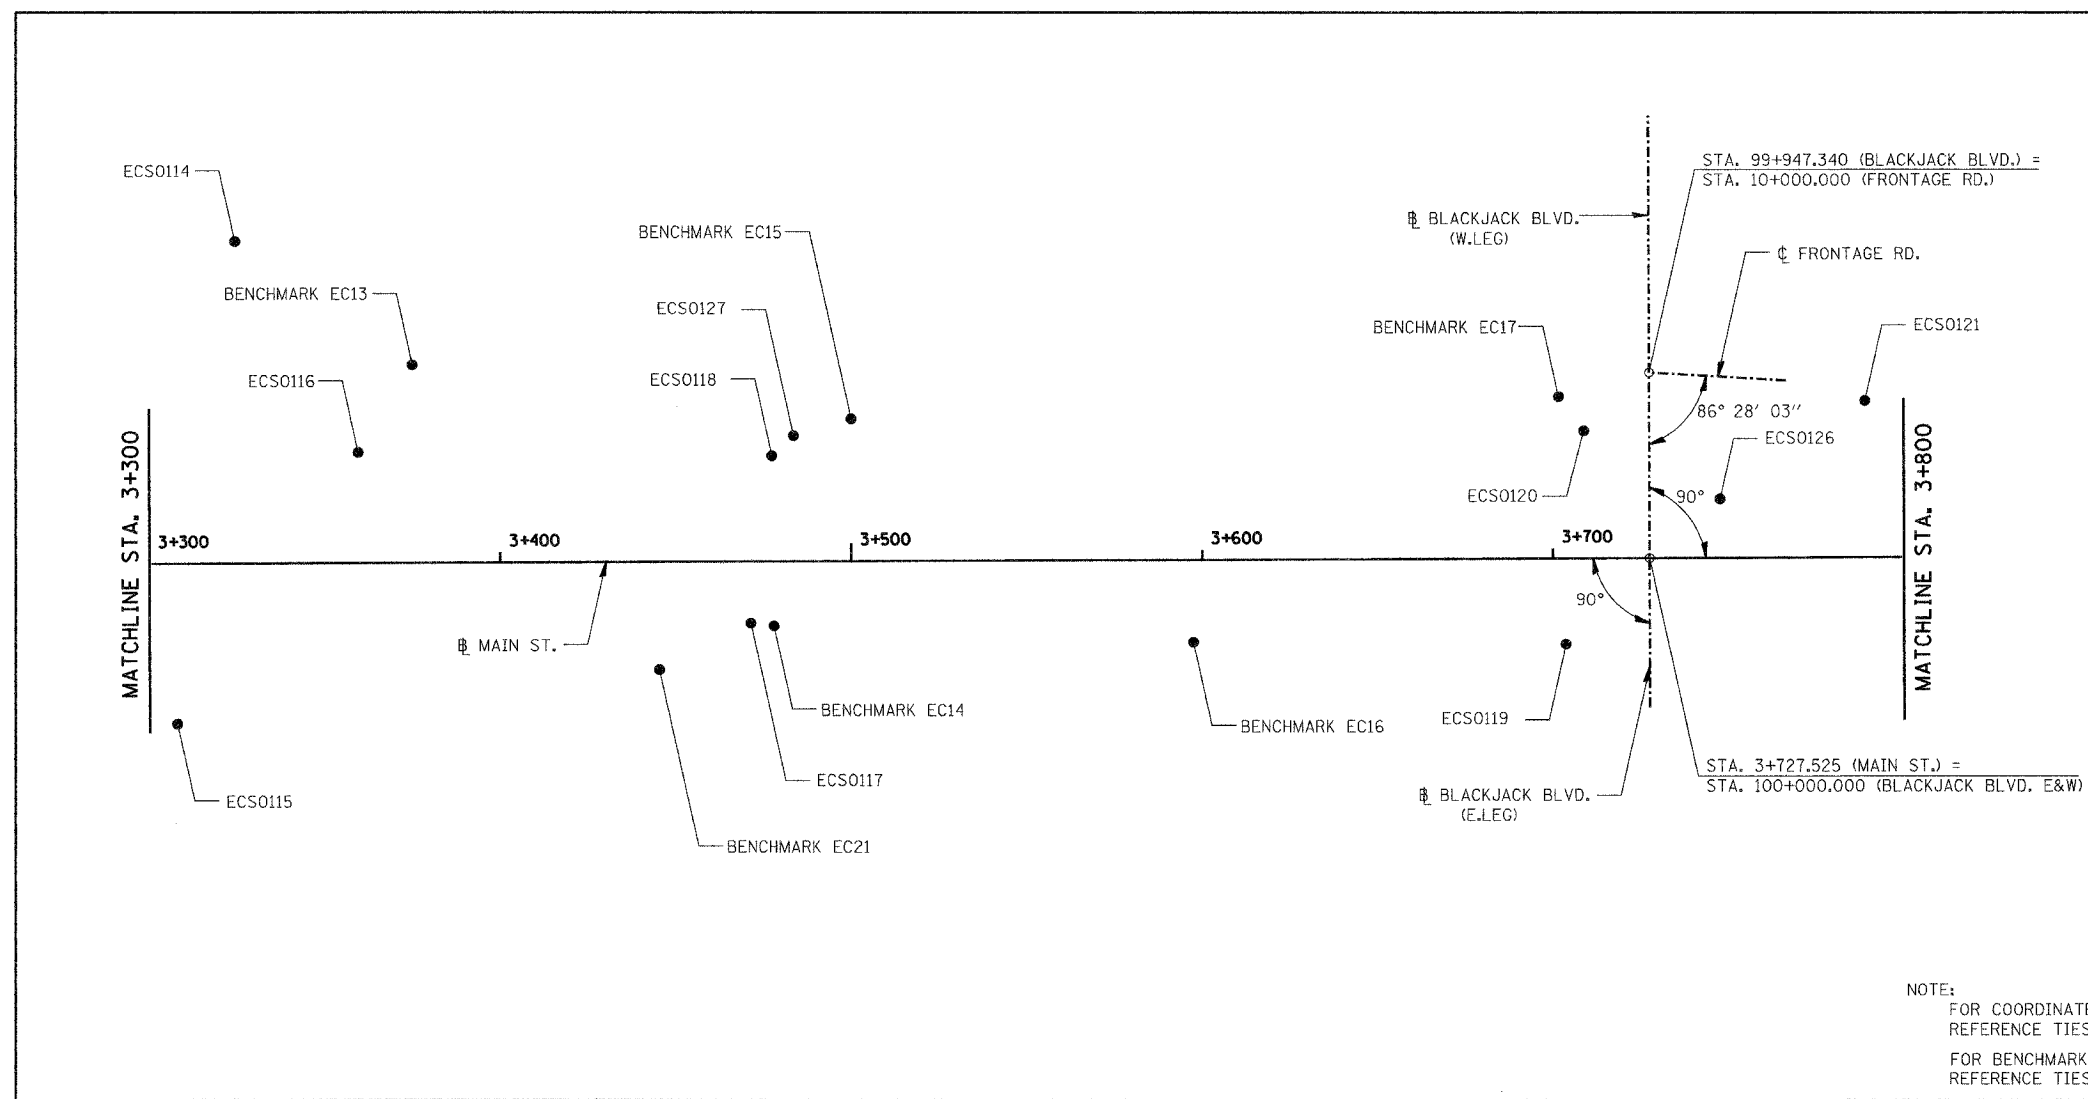 STA. 99+947.340 (BLACKJACK BLVD.) =
STA. 10+000.000 (FRONTAGE RD.)
ECS0114
BENCHMARK EC15
℄ BLACKJACK BLVD.
(W.LEG)
℄ FRONTAGE RD.
BENCHMARK EC13
ECS0127
BENCHMARK EC17
ECS0121
ECS0116
ECS0118
86° 28' 03''
ECS0126
ECS0120
90°
MATCHLINE STA. 3+300
3+300
3+400
3+500
3+600
3+700
MATCHLINE STA. 3+800
90°
℄ MAIN ST.
BENCHMARK EC14
ECS0119
BENCHMARK EC16
STA. 3+727.525 (MAIN ST.) =
STA. 100+000.000 (BLACKJACK BLVD. E&W)
ECS0117
ECS0115
℄ BLACKJACK BLVD.
(E.LEG)
BENCHMARK EC21
NOTE:
FOR COORDINATE
REFERENCE TIES
FOR BENCHMARK
REFERENCE TIES